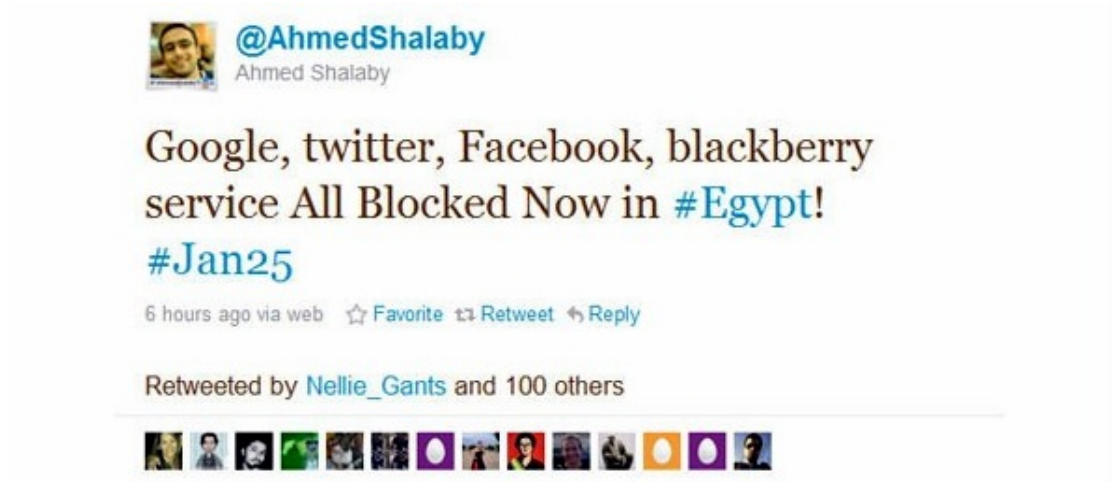 @AhmedShalaby
Ahmed Shalaby
Google, twitter, Facebook, blackberry
service All Blocked Now in #Egypt!
#Jan25
6 hours ago via web Favorite Retweet Reply
Retweeted by Nellie_Gants and 100 others